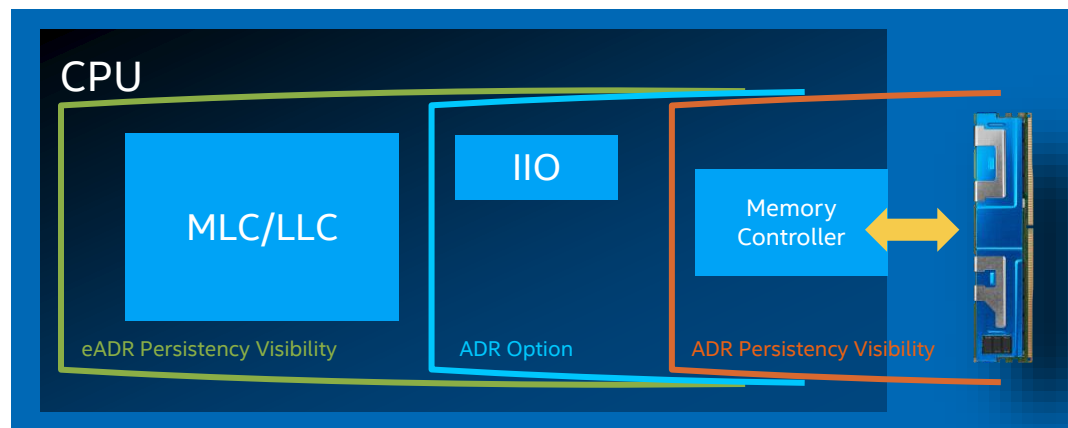 CPU
MLC/LLC
IIO
Memory
Controller
eADR Persistency Visibility
ADR Option
ADR Persistency Visibility